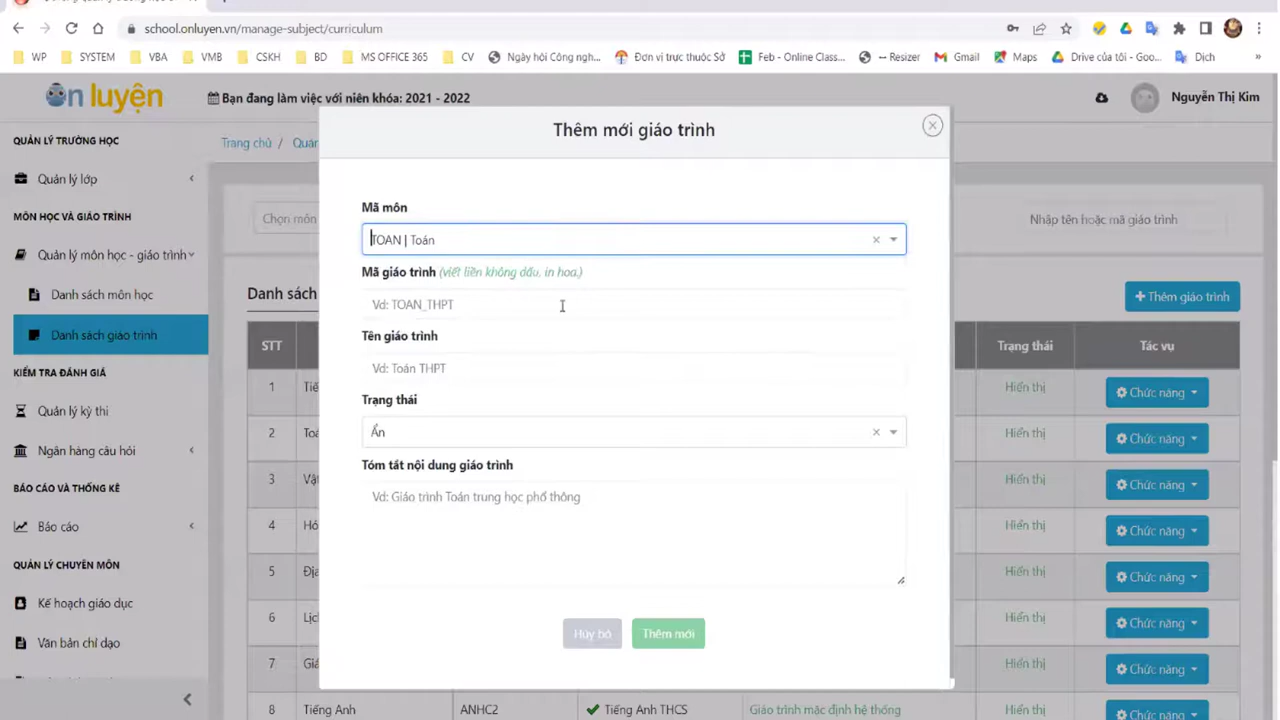 school.onluyen.vn/manage-subject/curriculum
WP SYSTEM VBA VMB CSKH BD MS OFFICE 365 CV Ngày hội Công ngh... Đơn vị trực thuộc Sở Feb - Online Class... -- Resizer Gmail Maps Drive của tôi - Goo... Dịch »
Ôn luyện Bạn đang làm việc với niên khóa: 2021 - 2022 Nguyễn Thị Kim
Thêm mới giáo trình
QUẢN LÝ TRƯỜNG HỌC
Trang chủ / Quản
Quản lý lớp
Mã môn
MÔN HỌC VÀ GIÁO TRÌNH
Chọn môn
Nhập tên hoặc mã giáo trình
TOAN | Toán
Quản lý môn học - giáo trình
Mã giáo trình (viết liền không dấu, in hoa.)
Danh sách môn học
Danh sách
Thêm giáo trình
Vd: TOAN_THPT
Danh sách giáo trình
Tên giáo trình
STT Trạng thái Tác vụ
Vd: Toán THPT
KIỂM TRA ĐÁNH GIÁ
1 Tiế Hiển thị Chức năng
Trạng thái
Quản lý kỳ thi
Ẩn
2 Toá Hiển thị Chức năng
Ngân hàng câu hỏi
Tóm tắt nội dung giáo trình
3 Vật Hiển thị Chức năng
BÁO CÁO VÀ THỐNG KÊ
Vd: Giáo trình Toán trung học phổ thông
Báo cáo
4 Hó Hiển thị Chức năng
QUẢN LÝ CHUYÊN MÔN
5 Địa Hiển thị Chức năng
Kế hoạch giáo dục
6 Lịc Hiển thị Chức năng
Hủy bỏ Thêm mới
Văn bản chỉ đạo
7 Giá Hiển thị Chức năng
8 Tiếng Anh ANHC2 Tiếng Anh THCS Giáo trình mặc định hệ thống